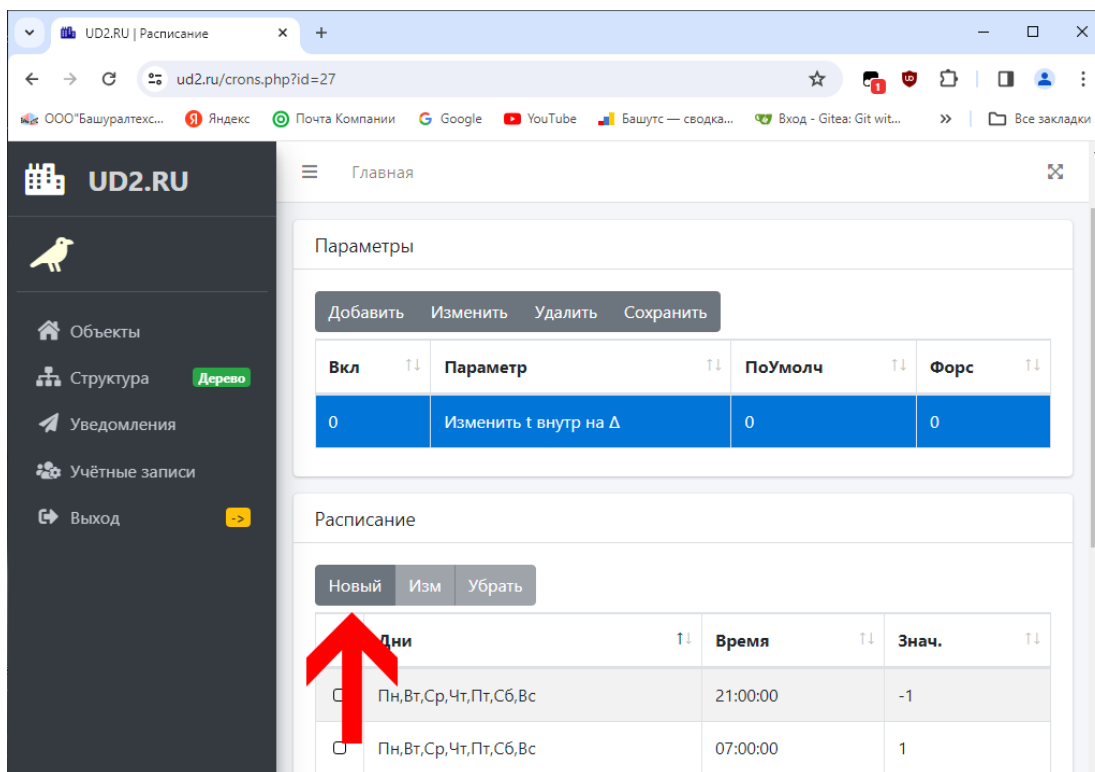 UD2.RU | Расписание
ud2.ru/crons.php?id=27
1
ООО"Башуралтехс... Яндекс Почта Компании Google YouTube Башутс — сводка... Вход - Gitea: Git wit... » Все закладки
UD2.RU
Главная
Параметры
Добавить Изменить Удалить Сохранить
Вкл Параметр ПоУмолч Форс
0 Изменить t внутр на Δ 0 0
Объекты
Структура Дерево
Уведомления
Учётные записи
Выход ->
Расписание
Новый Изм Убрать
Дни Время Знач.
Пн,Вт,Ср,Чт,Пт,Сб,Вс 21:00:00 -1
Пн,Вт,Ср,Чт,Пт,Сб,Вс 07:00:00 1